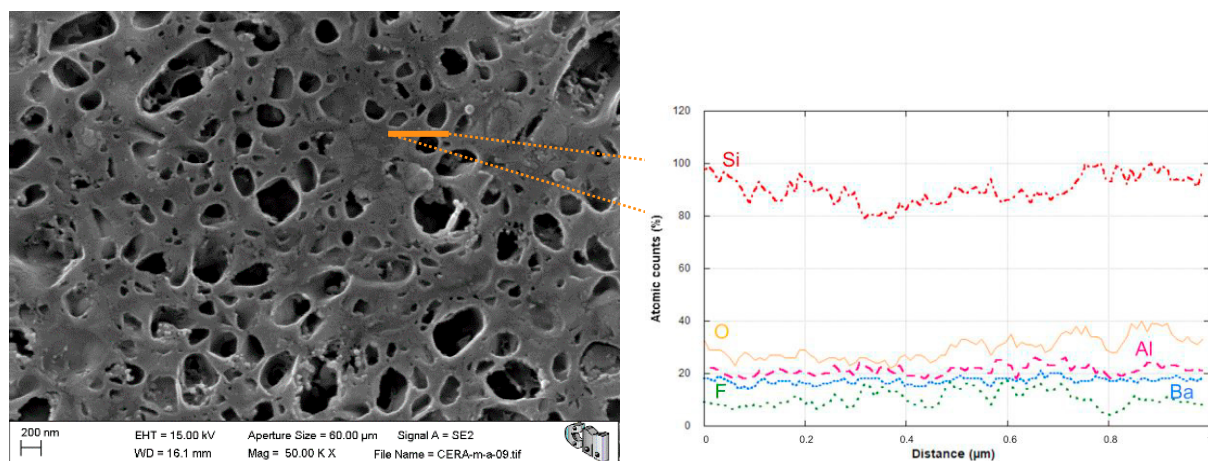 200 nm
EHT = 15.00 kV
Aperture Size = 60.00 µm
Signal A = SE2
WD = 16.1 mm
Mag = 50.00 K X
File Name = CERA-m-a-09.tif
120
100
80
60
40
20
0
Atomic counts (%)
Si
O
Al
F
Ba
0
0.2
0.4
0.6
0.8
1
Distance (µm)